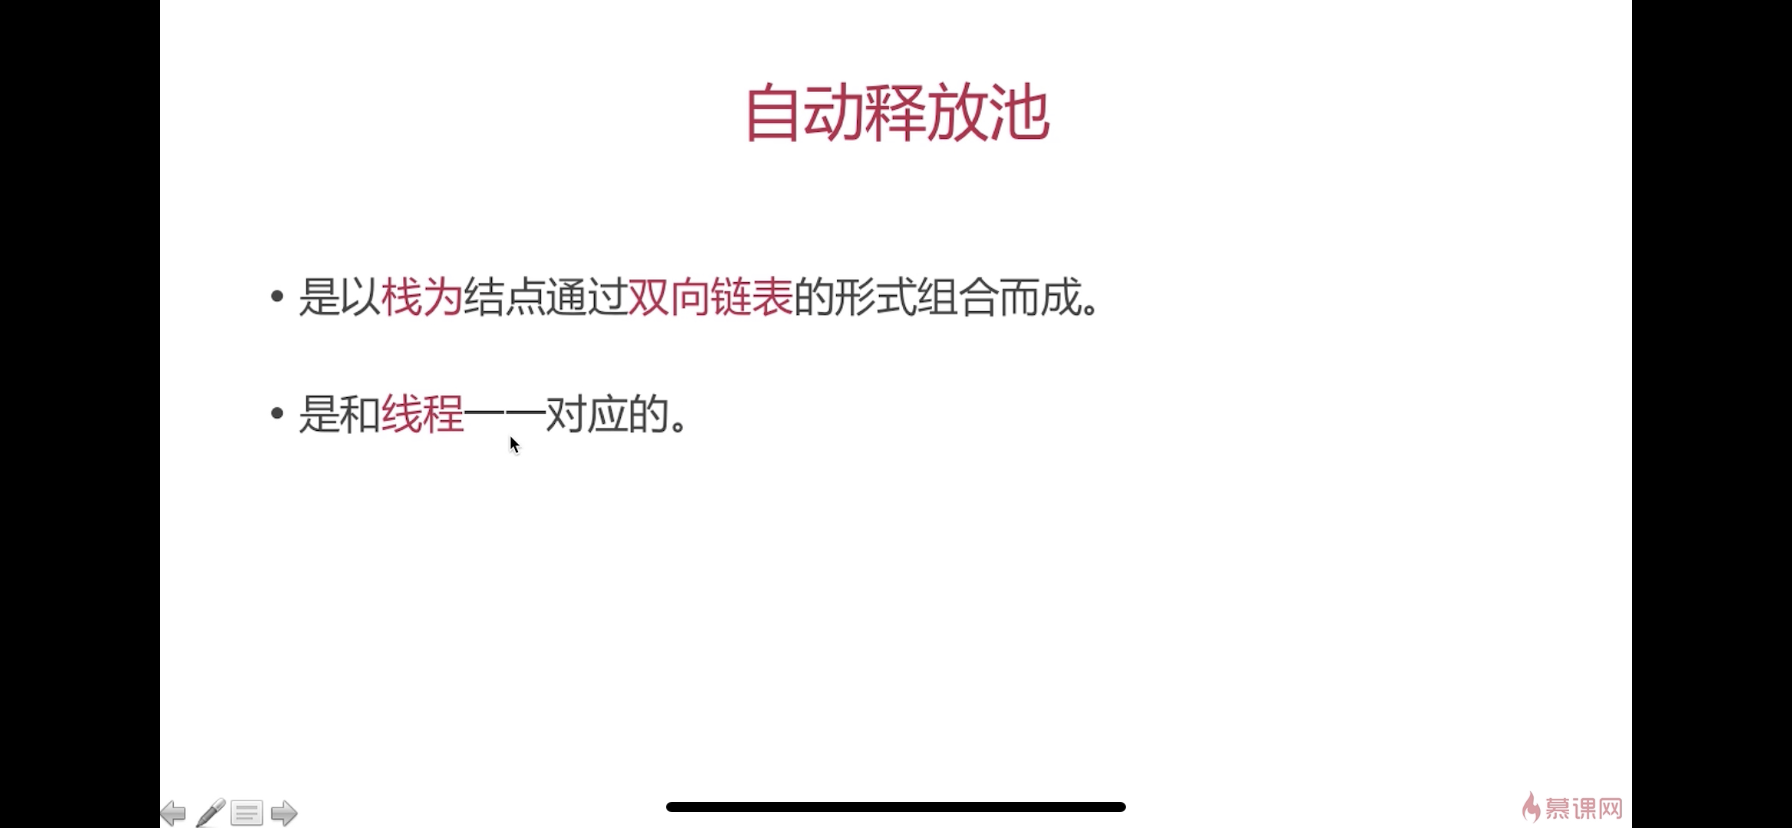 自动释放池
• 是以栈为结点通过双向链表的形式组合而成。
• 是和线程一一对应的。
慕课网